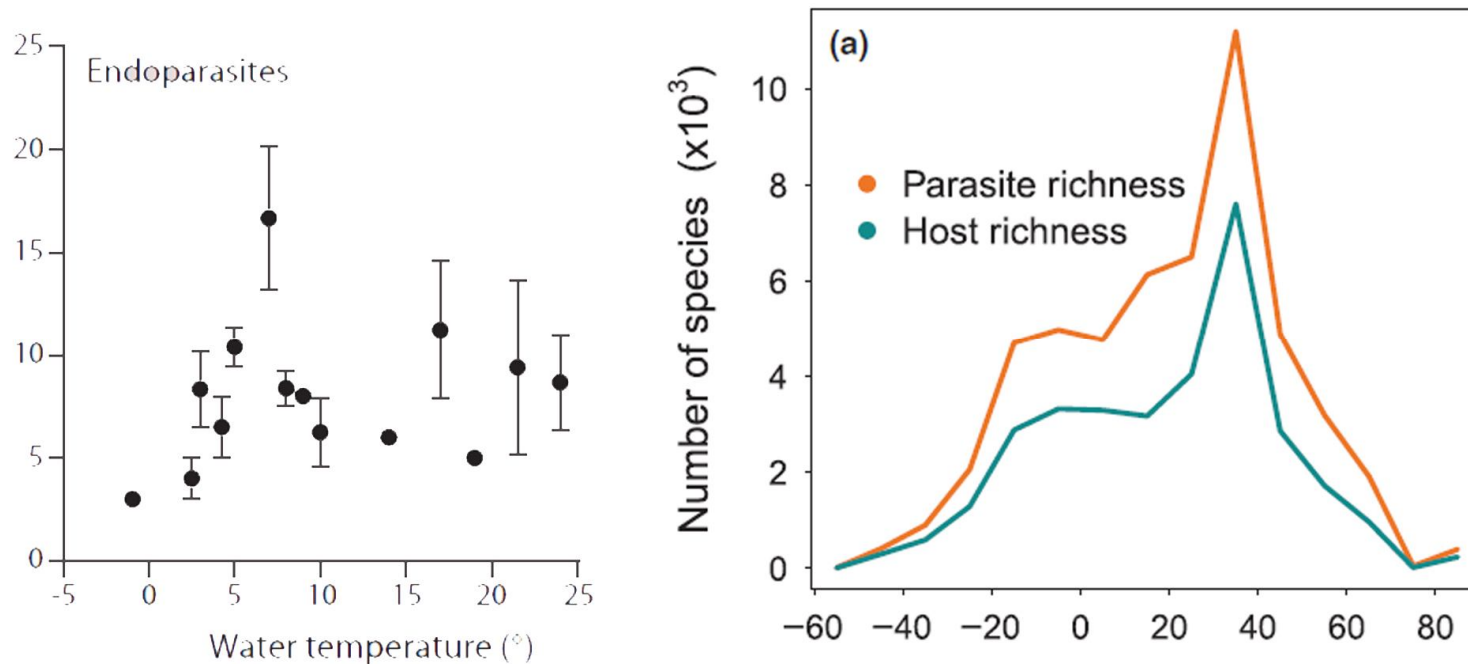 25
20
15
10
5
0
Endoparasites
-5 0 5 10 15 20 25
Water temperature (°)
(a)
Number of species (x10³)
10
8
6
4
2
0
Parasite richness
Host richness
−60 −40 −20 0 20 40 60 80